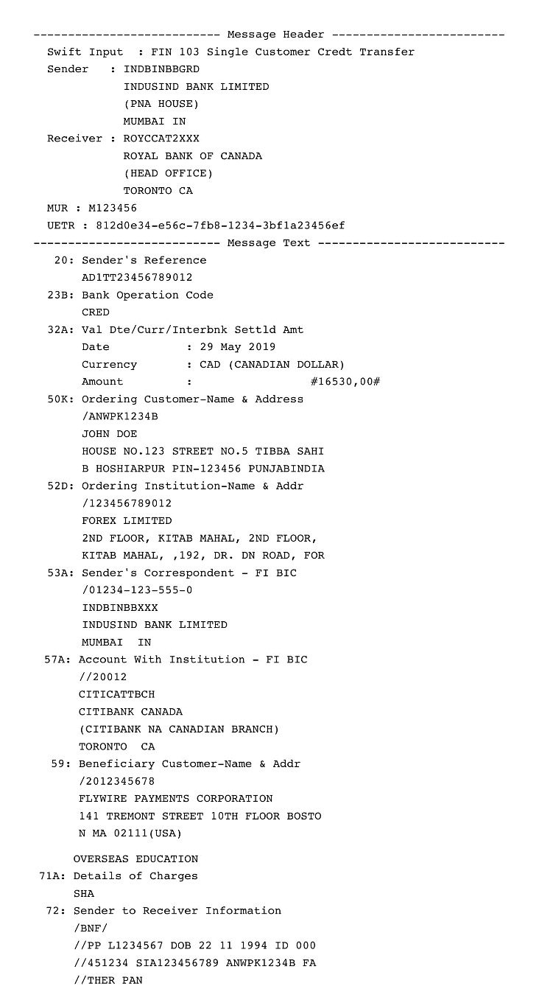 --------------------------- Message Header -------------------------
Swift Input : FIN 103 Single Customer Credt Transfer
Sender : INDBINBBGRD
INDUSIND BANK LIMITED
(PNA HOUSE)
MUMBAI IN
Receiver : ROYCCAT2XXX
ROYAL BANK OF CANADA
(HEAD OFFICE)
TORONTO CA
MUR : M123456
UETR : 812d0e34-e56c-7fb8-1234-3bf1a23456ef
--------------------------- Message Text ---------------------------
20: Sender's Reference
AD1TT23456789012
23B: Bank Operation Code
CRED
32A: Val Dte/Curr/Interbnk Settld Amt
Date : 29 May 2019
Currency : CAD (CANADIAN DOLLAR)
Amount : #16530,00#
50K: Ordering Customer-Name & Address
/ANWPK1234B
JOHN DOE
HOUSE NO.123 STREET NO.5 TIBBA SAHI
B HOSHIARPUR PIN-123456 PUNJABINDIA
52D: Ordering Institution-Name & Addr
/123456789012
FOREX LIMITED
2ND FLOOR, KITAB MAHAL, 2ND FLOOR,
KITAB MAHAL, ,192, DR. DN ROAD, FOR
53A: Sender's Correspondent - FI BIC
/01234-123-555-0
INDBINBBXXX
INDUSIND BANK LIMITED
MUMBAI IN
57A: Account With Institution - FI BIC
//20012
CITICATTBCH
CITIBANK CANADA
(CITIBANK NA CANADIAN BRANCH)
TORONTO CA
59: Beneficiary Customer-Name & Addr
/2012345678
FLYWIRE PAYMENTS CORPORATION
141 TREMONT STREET 10TH FLOOR BOSTO
N MA 02111(USA)
OVERSEAS EDUCATION
71A: Details of Charges
SHA
72: Sender to Receiver Information
/BNF/
//PP L1234567 DOB 22 11 1994 ID 000
//451234 SIA123456789 ANWPK1234B FA
//THER PAN